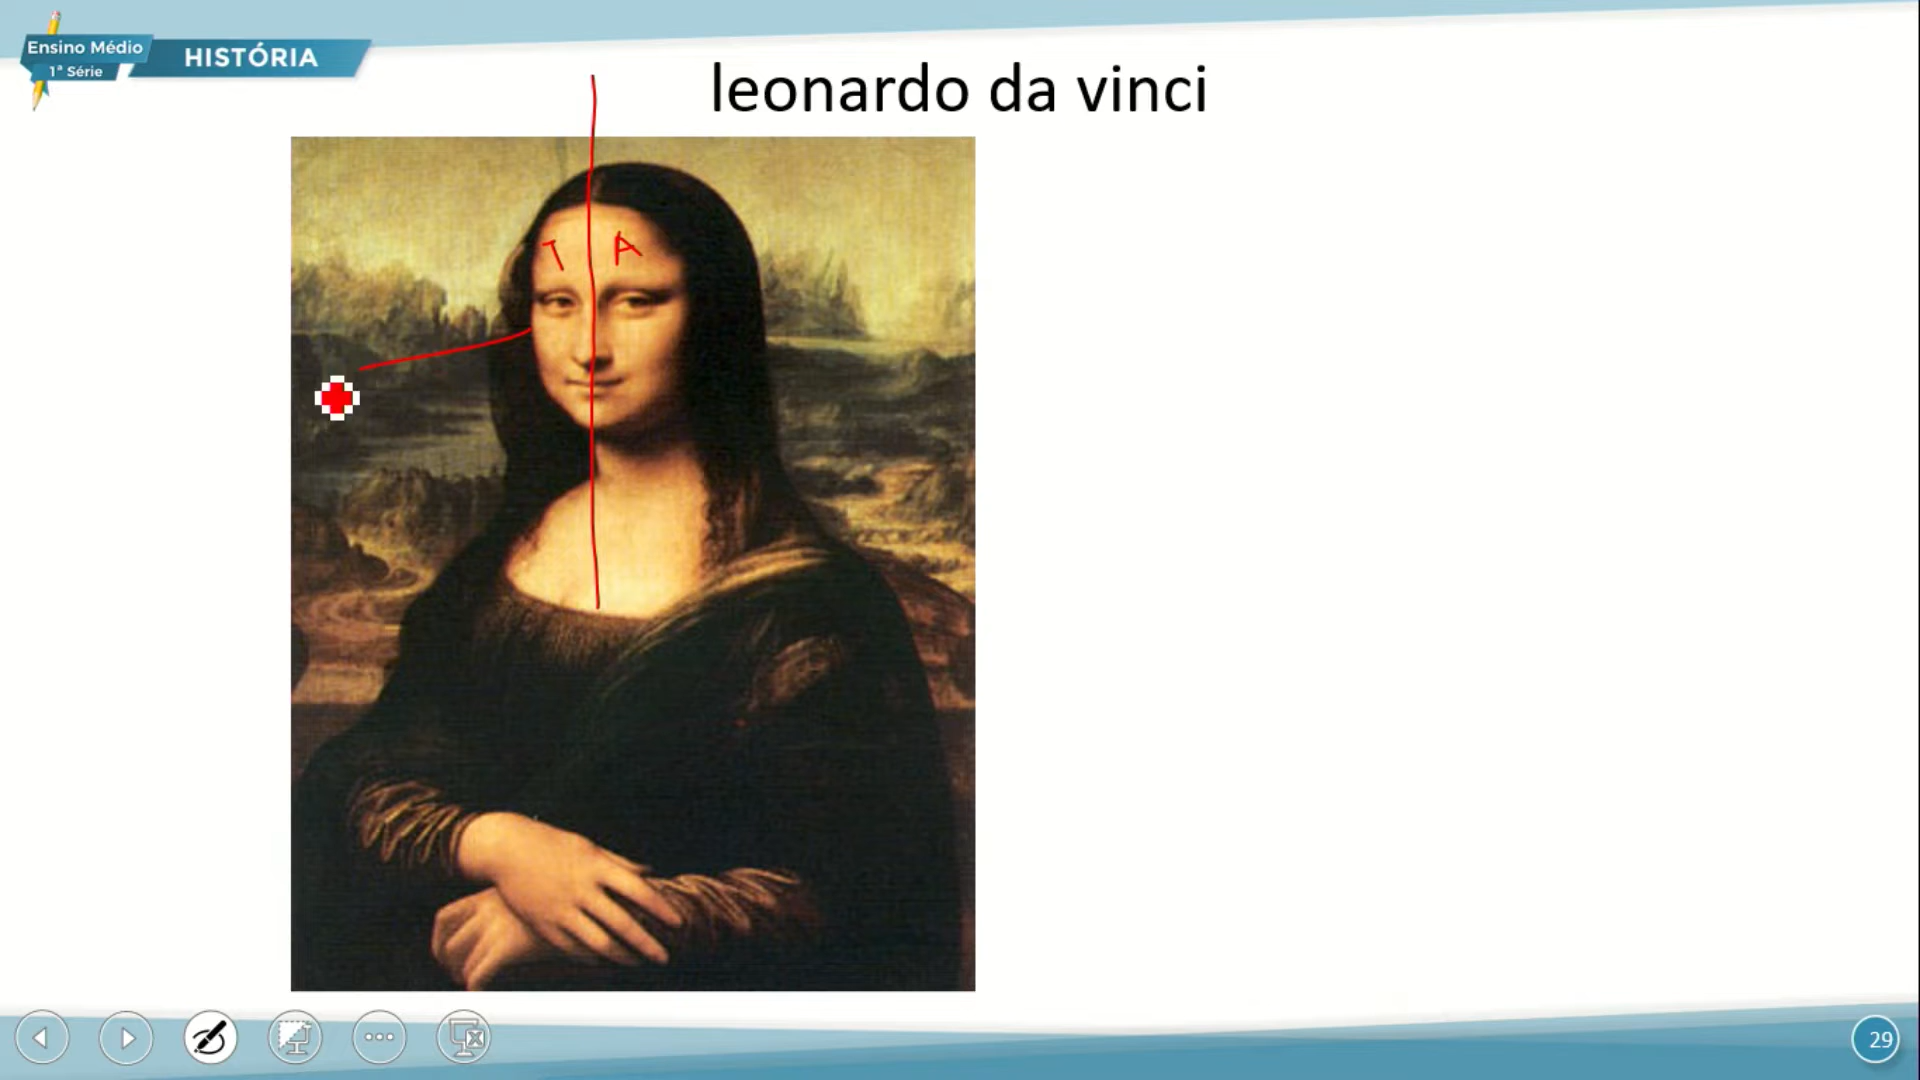 Ensino Médio
1ª Série
HISTÓRIA
leonardo da vinci
T A
29